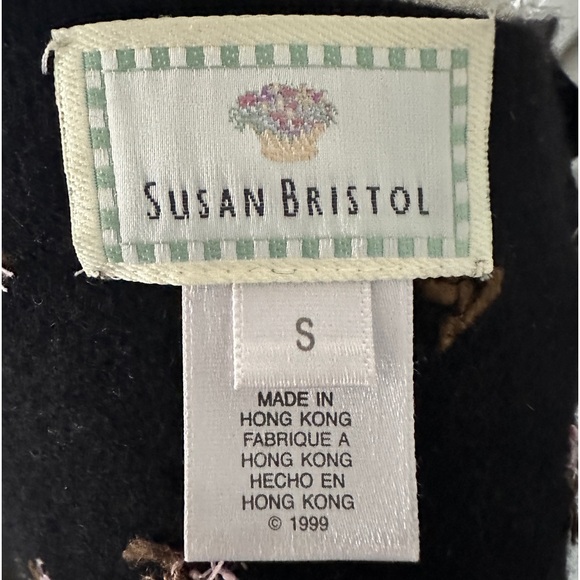 SUSAN BRISTOL
S
MADE IN
HONG KONG
FABRIQUE A
HONG KONG
HECHO EN
HONG KONG
© 1999